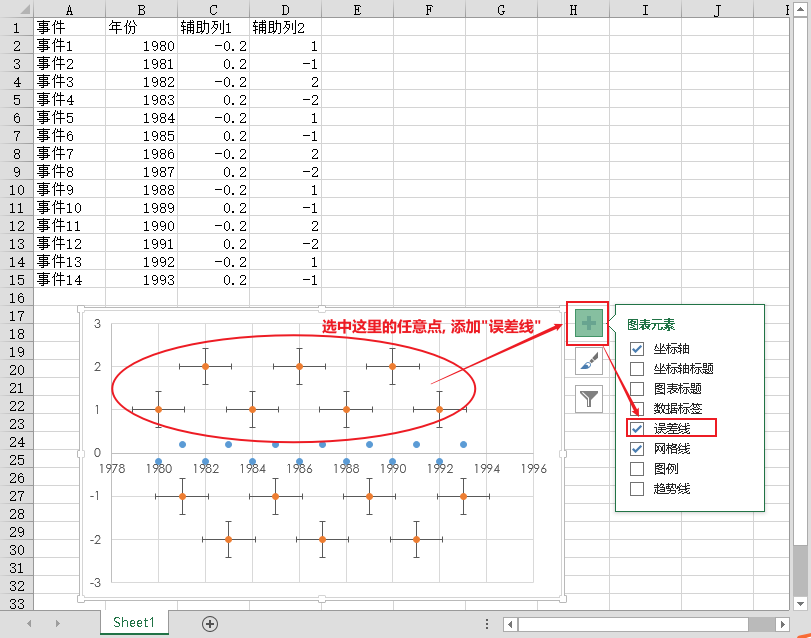 A B C D E F G H I J K
1 事件 年份 辅助列1 辅助列2
2 事件1 1980 -0.2 1
3 事件2 1981 0.2 -1
4 事件3 1982 -0.2 2
5 事件4 1983 0.2 -2
6 事件5 1984 -0.2 1
7 事件6 1985 0.2 -1
8 事件7 1986 -0.2 2
9 事件8 1987 0.2 -2
10 事件9 1988 -0.2 1
11 事件10 1989 0.2 -1
12 事件11 1990 -0.2 2
13 事件12 1991 0.2 -2
14 事件13 1992 -0.2 1
15 事件14 1993 0.2 -1
16
17
18
19
20
21
22
23
24
25
26
27
28
29
30
31
32
33
选中这里的任意点, 添加"误差线"
3
2
1
0
-1
-2
-3
1978 1980 1982 1984 1986 1988 1990 1992 1994 1996
图表元素
坐标轴
坐标轴标题
图表标题
数据标签
误差线
网格线
图例
趋势线
Sheet1